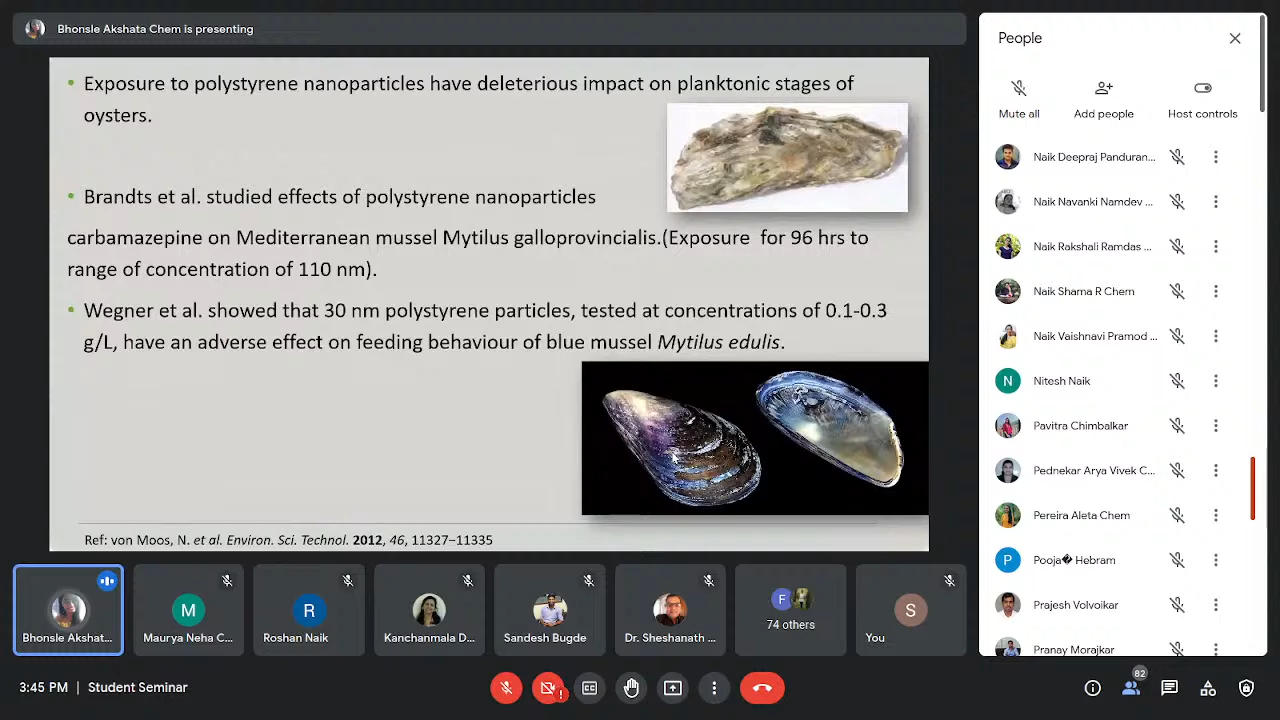 Bhonsle Akshata Chem is presenting
• Exposure to polystyrene nanoparticles have deleterious impact on planktonic stages of
oysters.
• Brandts et al. studied effects of polystyrene nanoparticles
carbamazepine on Mediterranean mussel Mytilus galloprovincialis.(Exposure for 96 hrs to
range of concentration of 110 nm).
• Wegner et al. showed that 30 nm polystyrene particles, tested at concentrations of 0.1-0.3
g/L, have an adverse effect on feeding behaviour of blue mussel Mytilus edulis.
Ref: von Moos, N. et al. Environ. Sci. Technol. 2012, 46, 11327–11335
People
Mute all
Add people
Host controls
Naik Deepraj Panduran...
Naik Navanki Namdev ...
Naik Rakshali Ramdas ...
Naik Shama R Chem
Naik Vaishnavi Pramod ...
N
Nitesh Naik
Pavitra Chimbalkar
Pednekar Arya Vivek C...
Pereira Aleta Chem
P
Pooja� Hebram
Prajesh Volvoikar
Pranay Morajkar
Bhonsle Akshat...
M
Maurya Neha C...
R
Roshan Naik
Kanchanmala D...
Sandesh Bugde
Dr. Sheshanath ...
F
74 others
S
You
3:45 PM | Student Seminar
82